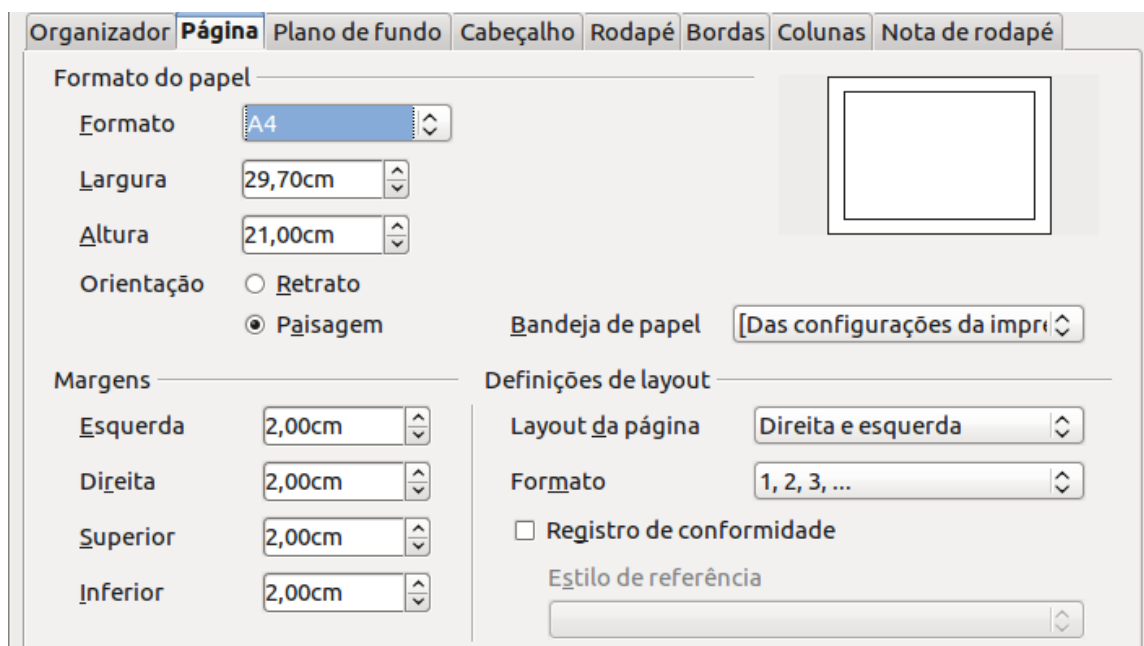 Organizador Página Plano de fundo Cabeçalho Rodapé Bordas Colunas Nota de rodapé
Formato do papel
Formato A4
Largura 29,70cm
Altura 21,00cm
Orientação Retrato
Paisagem
Bandeja de papel [Das configurações da impre
Margens
Esquerda 2,00cm
Direita 2,00cm
Superior 2,00cm
Inferior 2,00cm
Definições de layout
Layout da página Direita e esquerda
Formato 1, 2, 3, ...
Registro de conformidade
Estilo de referência